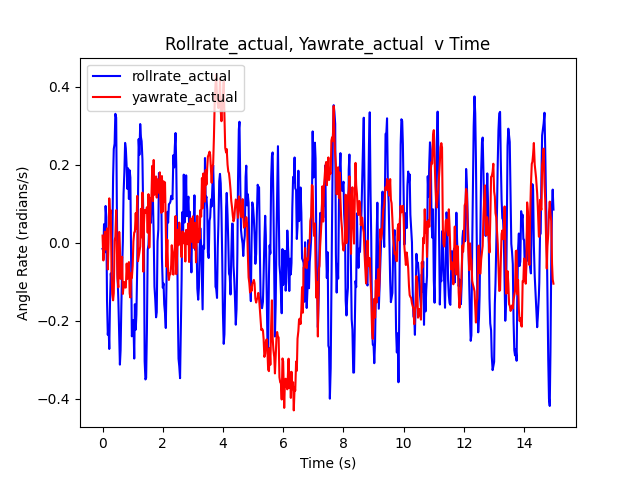 Rollrate_actual, Yawrate_actual  v Time
rollrate_actual
yawrate_actual
Angle Rate (radians/s)
0.4
0.2
0.0
−0.2
−0.4
0 2 4 6 8 10 12 14
Time (s)